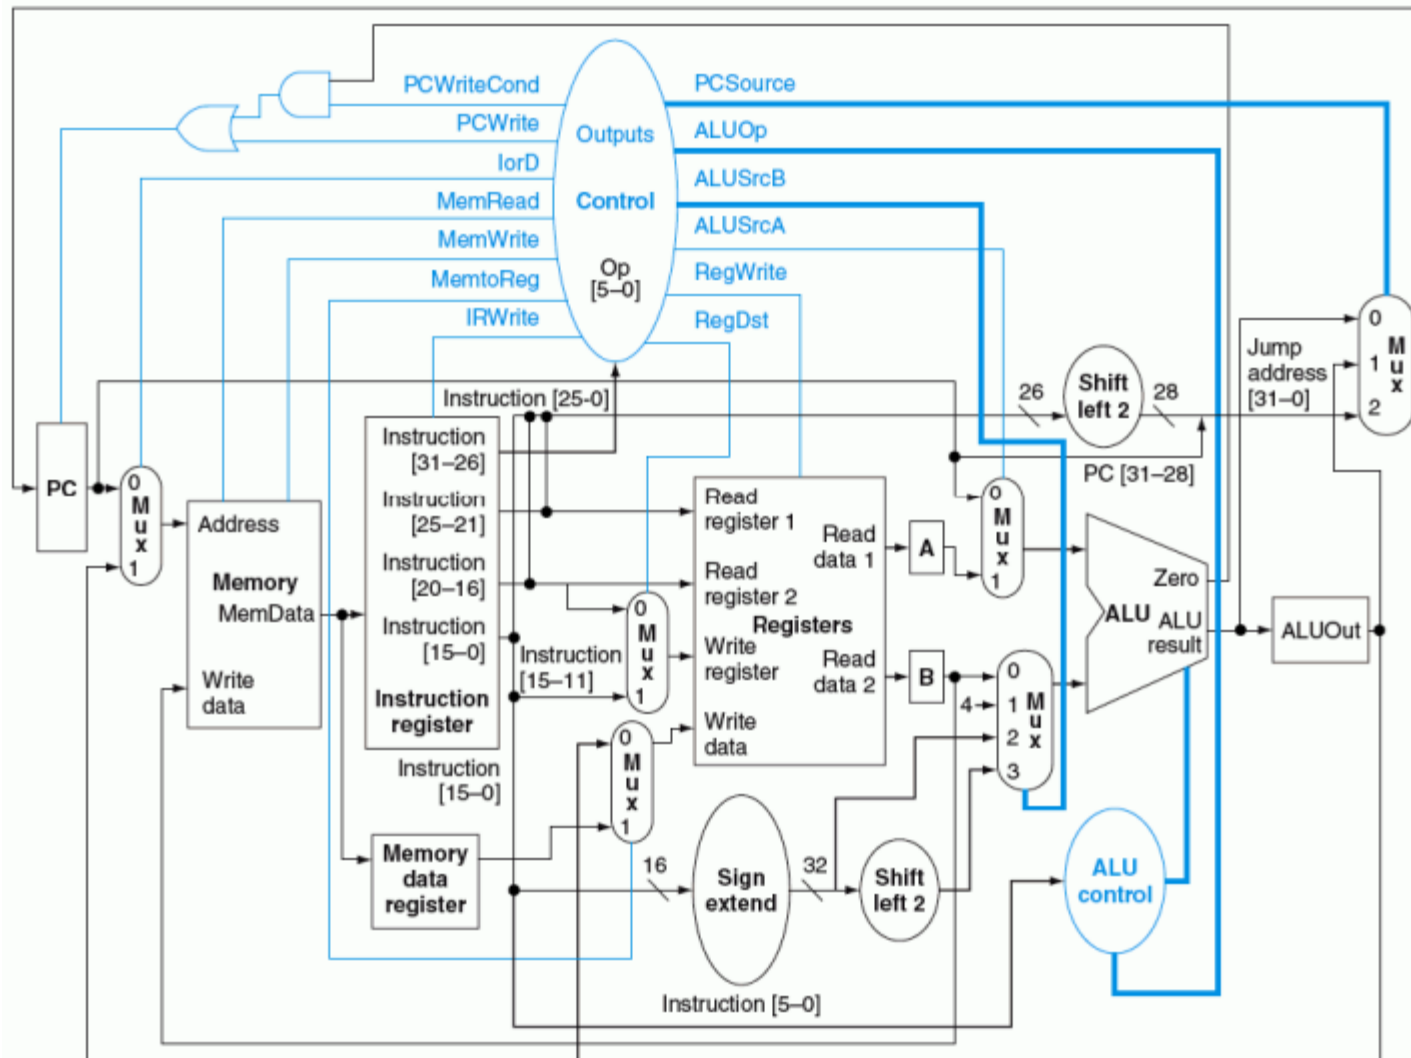 PCWriteCond
PCWrite
IorD
MemRead
MemWrite
MemtoReg
IRWrite
Outputs
Control
Op
[5–0]
PCSource
ALUOp
ALUSrcB
ALUSrcA
RegWrite
RegDst
Instruction [25-0]
26
Shift
left 2
28
Jump
address
[31–0]
0
1
2
M
u
x
PC [31–28]
PC
0
M
u
x
1
Address
Memory
MemData
Write
data
Instruction
[31–26]
Instruction
[25–21]
Instruction
[20–16]
Instruction
[15–0]
Instruction
register
Instruction
[15–11]
Instruction
[15–0]
0
M
u
x
1
0
M
u
x
1
Memory
data
register
Read
register 1
Read
register 2
Registers
Write
register
Write
data
Read
data 1
Read
data 2
A
B
0
M
u
x
1
4
0
1
2
3
M
u
x
Zero
ALU
ALU
result
ALUOut
16
Sign
extend
32
Shift
left 2
ALU
control
Instruction [5–0]